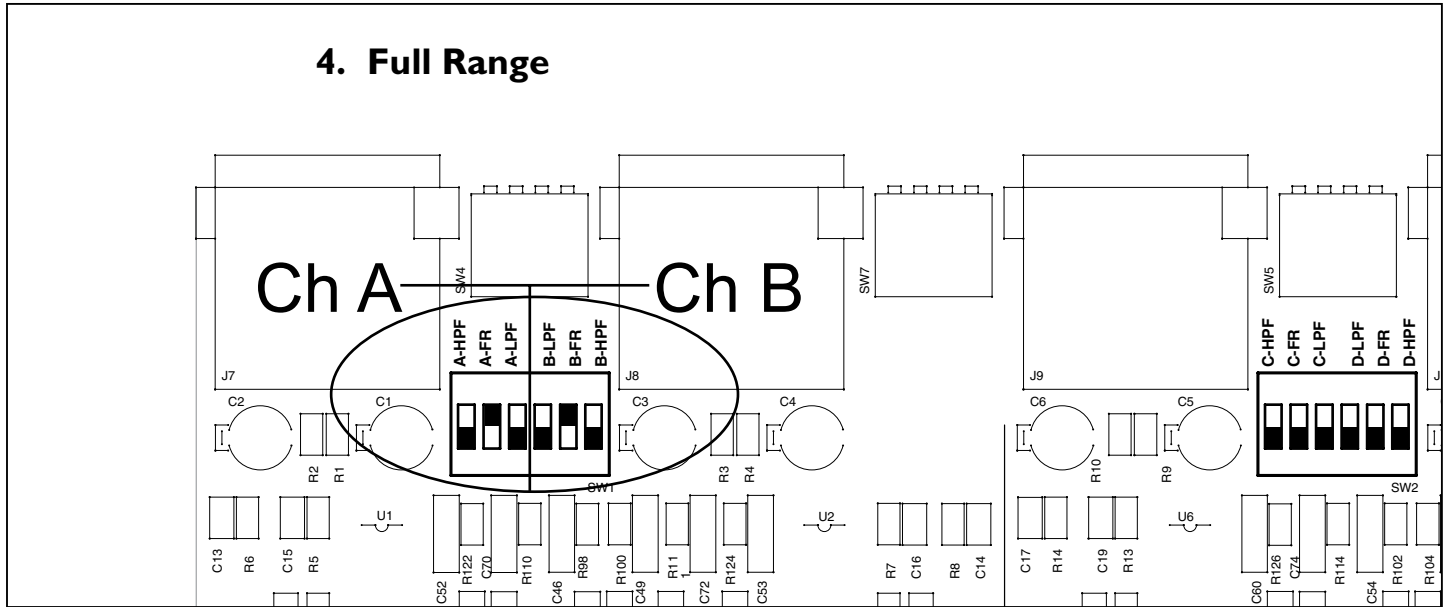 4. Full Range
Ch A
Ch B
SW4
SW7
SW5
A-HPF
A-FR
A-LPF
B-LPF
B-FR
B-HPF
C-HPF
C-FR
C-LPF
D-LPF
D-FR
D-HPF
J7
J8
J9
J
C2
C1
C3
C4
C6
C5
R2
R1
R3
R4
R10
R9
SW1
SW2
U1
U2
U6
C13
R6
C15
R5
C52
R122
C70
R110
C46
R98
R100
C49
R11
1
C72
R124
C53
R7
C16
R8
C14
C17
R14
C19
R13
C60
R126
C74
R114
C54
R102
R104